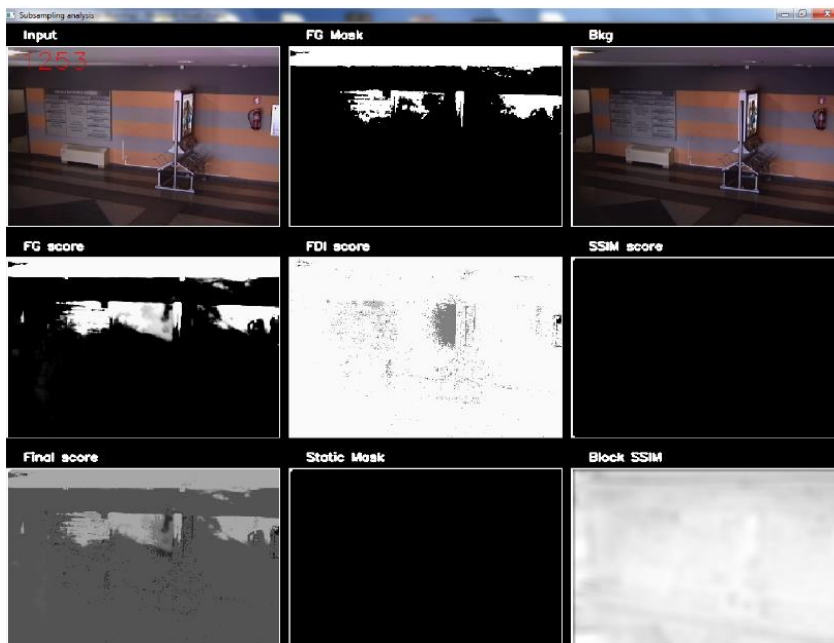 Subsampling analysis
Input FG Mask Bkg
1253
FG score FDI score SSIM score
Final score Static Mask Block SSIM